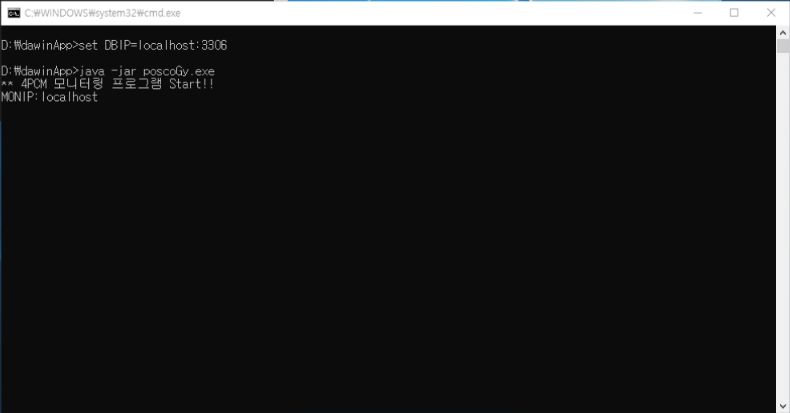 C:₩WINDOWS₩system32₩cmd.exe
D:₩dawinApp>set DBIP=localhost:3306
D:₩dawinApp>java -jar poscoGy.exe
** 4PCM 모니터링 프로그램 Start!!
MONIP:localhost